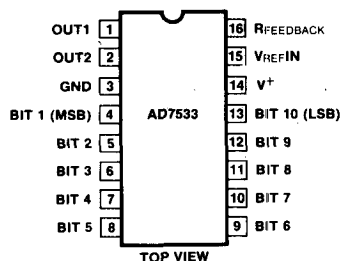 OUT1 1 16 RFEEDBACK
OUT2 2 15 VREFIN
GND 3 14 V+
BIT 1 (MSB) 4 AD7533 13 BIT 10 (LSB)
BIT 2 5 12 BIT 9
BIT 3 6 11 BIT 8
BIT 4 7 10 BIT 7
BIT 5 8 9 BIT 6
TOP VIEW